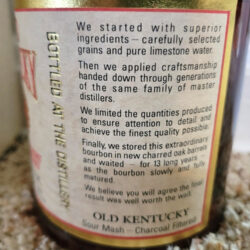 We started with superior
ingredients – carefully selected
grains and pure limestone water.
Then we applied craftsmanship
handed down through generations
of the same family of master
distillers.
We limited the quantities produced
to ensure attention to detail and
achieve the finest quality possible.
Finally, we stored this extraordinary
bourbon in new charred oak barrels
and waited – for 13 long years –
as the bourbon slowly and fully
matured.
We believe you will agree the final
result was well worth the wait.
OLD KENTUCKY
Sour Mash – Charcoal Filtered
BOTTLED AT THE DISTILLERY